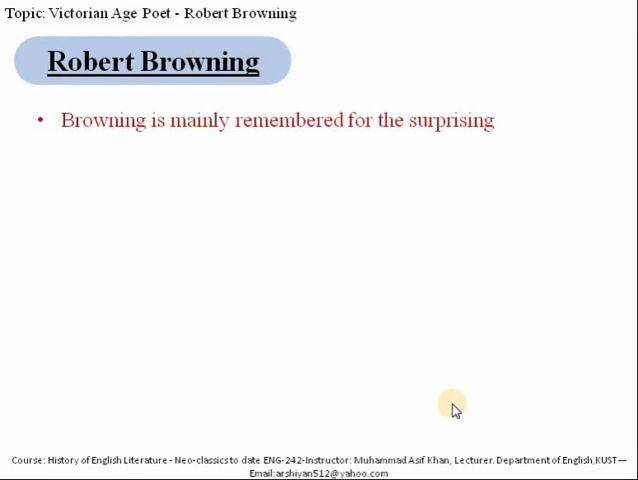 Topic: Victorian Age Poet - Robert Browning
Robert Browning
• Browning is mainly remembered for the surprising
Course: History of English Literature - Neo-classics to date ENG-242-Instructor: Muhammad Asif Khan, Lecturer. Department of English,KUST—
Email:arshiyan512@yahoo.com